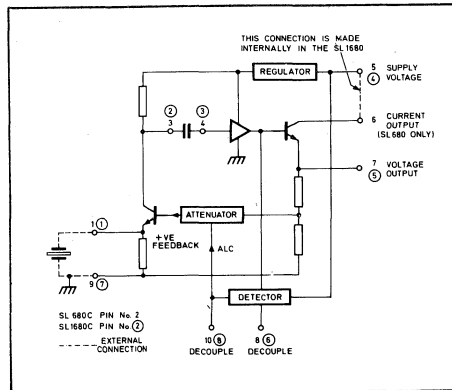 THIS CONNECTION IS MADE
INTERNALLY IN THE SL1680
REGULATOR
5 SUPPLY
④ VOLTAGE
② ③
3 4
6 CURRENT
OUTPUT
(SL680 ONLY)
7 VOLTAGE
⑤ OUTPUT
ATTENUATOR
1 ①
+VE
FEEDBACK
ALC
9 ⑦
DETECTOR
SL 680C PIN No. 2
SL1680C PIN No. ②
---- EXTERNAL
CONNECTION
10 ⑧ 8 ⑥
DECOUPLE DECOUPLE